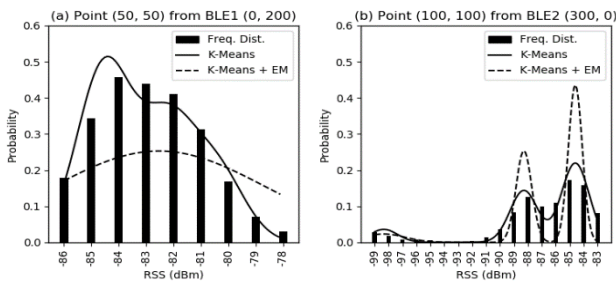 (a) Point (50, 50) from BLE1 (0, 200)
0.6
0.5
0.4
0.3
0.2
0.1
0.0
Probability
Freq. Dist.
K-Means
K-Means + EM
-86 -85 -84 -83 -82 -81 -80 -79 -78
RSS (dBm)
(b) Point (100, 100) from BLE2 (300, 0)
0.6
0.5
0.4
0.3
0.2
0.1
0.0
Probability
Freq. Dist.
K-Means
K-Means + EM
-99 -98 -97 -96 -95 -94 -93 -92 -91 -90 -89 -88 -87 -86 -85 -84 -83
RSS (dBm)